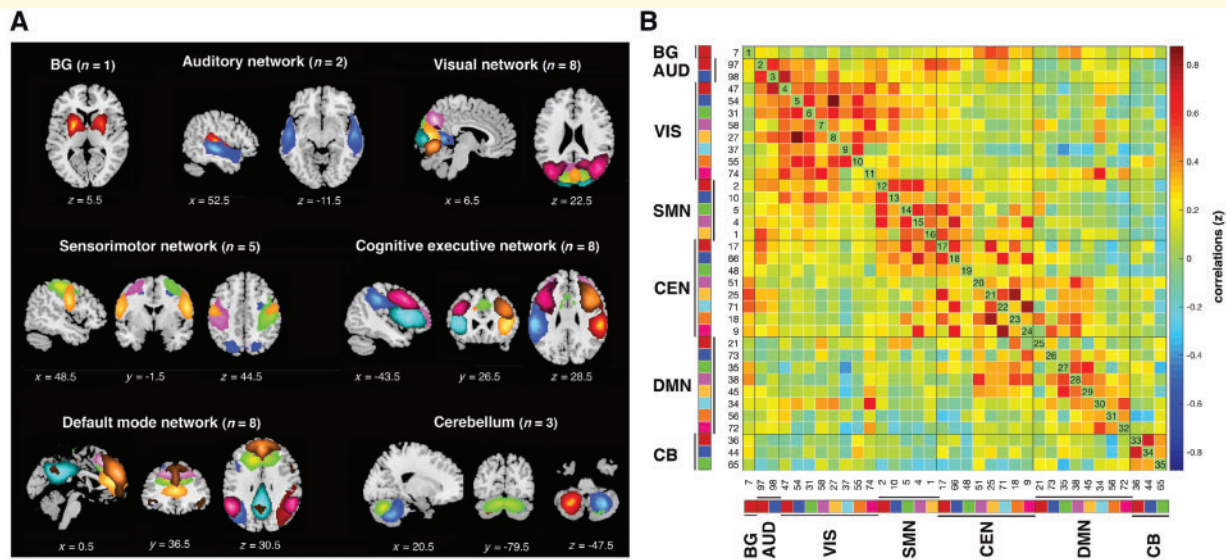 A
BG (n = 1)
Auditory network (n = 2)
Visual network (n = 8)
z = 5.5
x = 52.5
z = -11.5
x = 6.5
z = 22.5
Sensorimotor network (n = 5)
Cognitive executive network (n = 8)
x = 48.5
y = -1.5
z = 44.5
x = -43.5
y = 26.5
z = 28.5
Default mode network (n = 8)
Cerebellum (n = 3)
x = 0.5
y = 36.5
z = 30.5
x = 20.5
y = -79.5
z = -47.5
B
BG
7
1
AUD
97
2
98
3
VIS
47
4
54
5
31
6
58
7
27
8
37
9
55
10
74
11
SMN
2
12
10
13
5
14
4
15
1
16
CEN
17
17
66
18
48
19
51
20
25
21
71
22
18
23
9
24
DMN
21
25
73
26
35
27
38
28
45
29
34
30
56
31
72
32
CB
36
33
44
34
65
35
7 97 98 47 54 31 58 27 37 55 74 2 10 5 4 1 17 66 48 51 25 71 18 9 21 73 35 38 45 34 56 72 36 44 65
BG AUD VIS SMN CEN DMN CB
0.8
0.6
0.4
0.2
0
-0.2
-0.4
-0.6
-0.8
correlations (z)